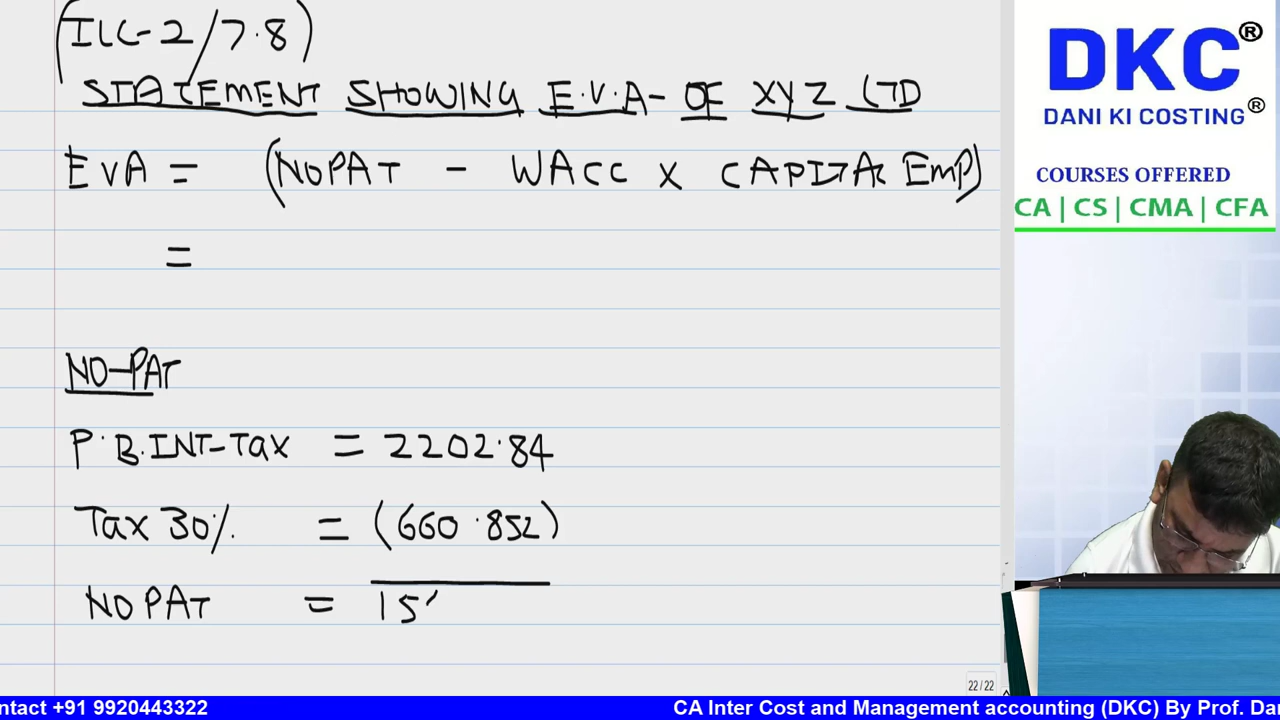 (ILC-2/7.8)
STATEMENT SHOWING E.V.A- OF XYZ LTD
EVA = (NOPAT - WACC X CAPITAL EMP)
=
NO-PAT
P.B.INT-TAX = 2202.84
TAX 30% = (660.852)
NOPAT = 15
22/22
DKC®
DANI KI COSTING®
COURSES OFFERED
CA | CS | CMA | CFA
ntact +91 9920443322
CA Inter Cost and Management accounting (DKC) By Prof. Dan